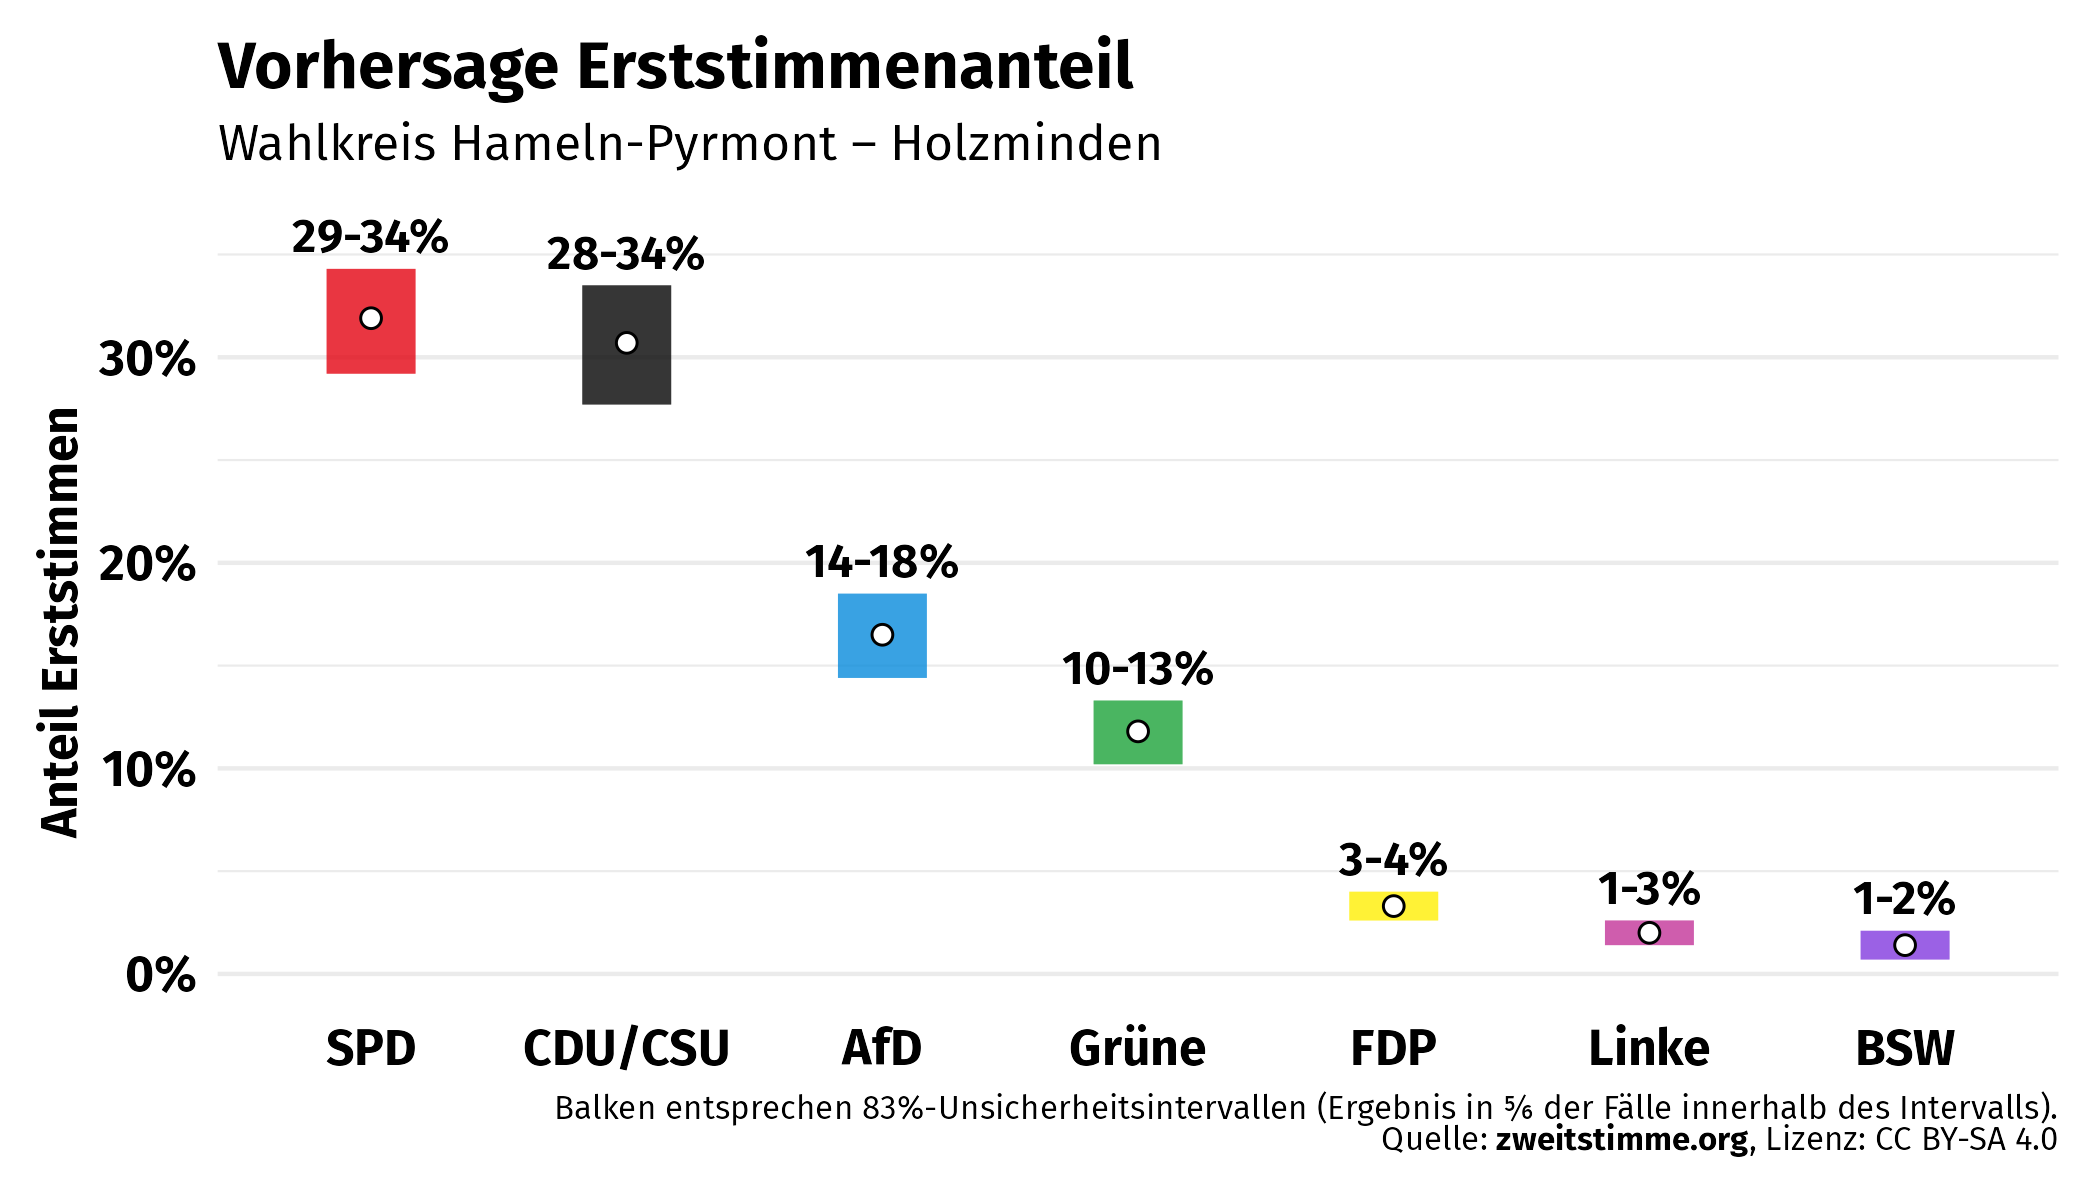 Vorhersage Erststimmenanteil
Wahlkreis Hameln-Pyrmont – Holzminden
29-34%
28-34%
30%
Anteil Erststimmen
20%
14-18%
10-13%
10%
3-4%
1-3%
1-2%
0%
SPD CDU/CSU AfD Grüne FDP Linke BSW
Balken entsprechen 83%-Unsicherheitsintervallen (Ergebnis in ⅚ der Fälle innerhalb des Intervalls).
Quelle: zweitstimme.org, Lizenz: CC BY-SA 4.0